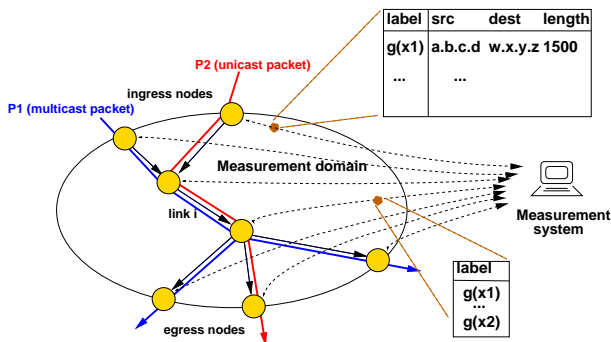 label src dest length
g(x1) a.b.c.d w.x.y.z 1500
... ...
P2 (unicast packet)
ingress nodes
P1 (multicast packet)
Measurement domain
link i
Measurement
system
label
g(x1)
...
g(x2)
egress nodes